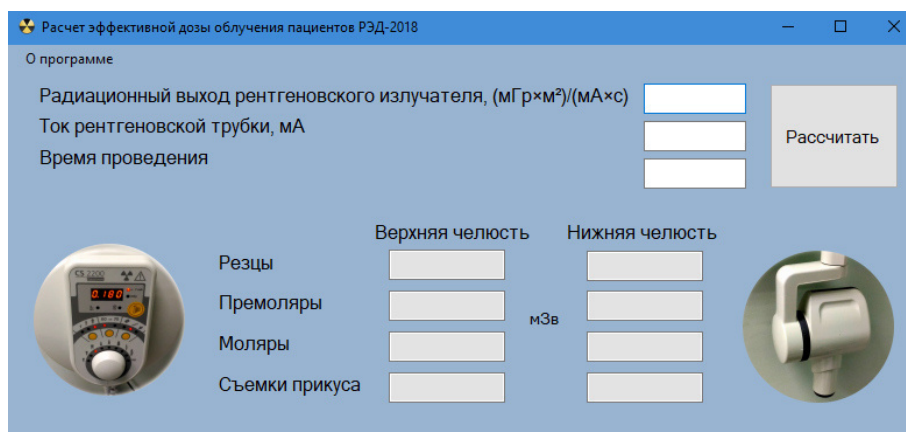 Расчет эффективной дозы облучения пациентов РЭД-2018
О программе
Радиационный выход рентгеновского излучателя, (мГр×м²)/(мА×с)
Ток рентгеновской трубки, мА
Время проведения
Рассчитать
Верхняя челюсть Нижняя челюсть
Резцы
Премоляры
мЗв
Моляры
Съемки прикуса
CS 2200
0.180